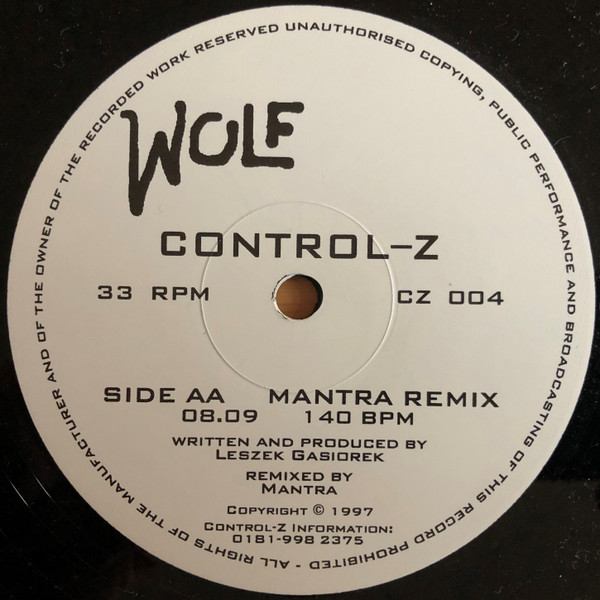 WOLF
CONTROL-Z
33 RPM CZ 004
SIDE AA MANTRA REMIX
08.09 140 BPM
WRITTEN AND PRODUCED BY
LESZEK GASIOREK
REMIXED BY
MANTRA
COPYRIGHT © 1997
CONTROL-Z INFORMATION:
0181-998 2375
ALL RIGHTS OF THE MANUFACTURER AND OF THE OWNER OF THE RECORDED WORK RESERVED UNAUTHORISED COPYING, PUBLIC PERFORMANCE AND BROADCASTING OF THIS RECORD PROHIBITED -